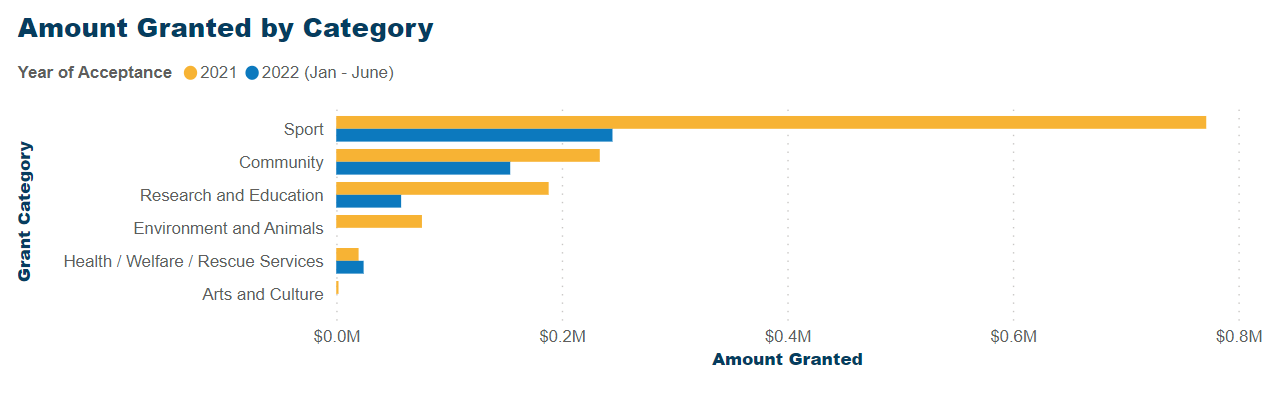 Amount Granted by Category
Year of Acceptance 2021 2022 (Jan - June)
Grant Category
Sport
Community
Research and Education
Environment and Animals
Health / Welfare / Rescue Services
Arts and Culture
$0.0M $0.2M $0.4M $0.6M $0.8M
Amount Granted